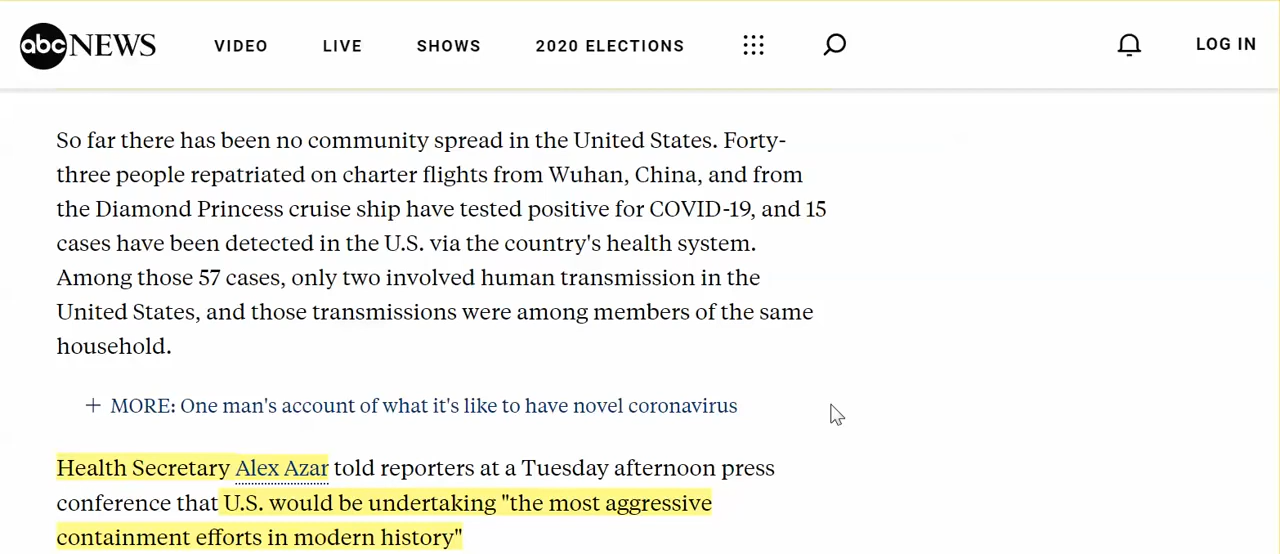 abc NEWS VIDEO LIVE SHOWS 2020 ELECTIONS LOG IN
So far there has been no community spread in the United States. Forty-
three people repatriated on charter flights from Wuhan, China, and from
the Diamond Princess cruise ship have tested positive for COVID-19, and 15
cases have been detected in the U.S. via the country's health system.
Among those 57 cases, only two involved human transmission in the
United States, and those transmissions were among members of the same
household.
+ MORE: One man's account of what it's like to have novel coronavirus
Health Secretary Alex Azar told reporters at a Tuesday afternoon press
conference that U.S. would be undertaking "the most aggressive
containment efforts in modern history"